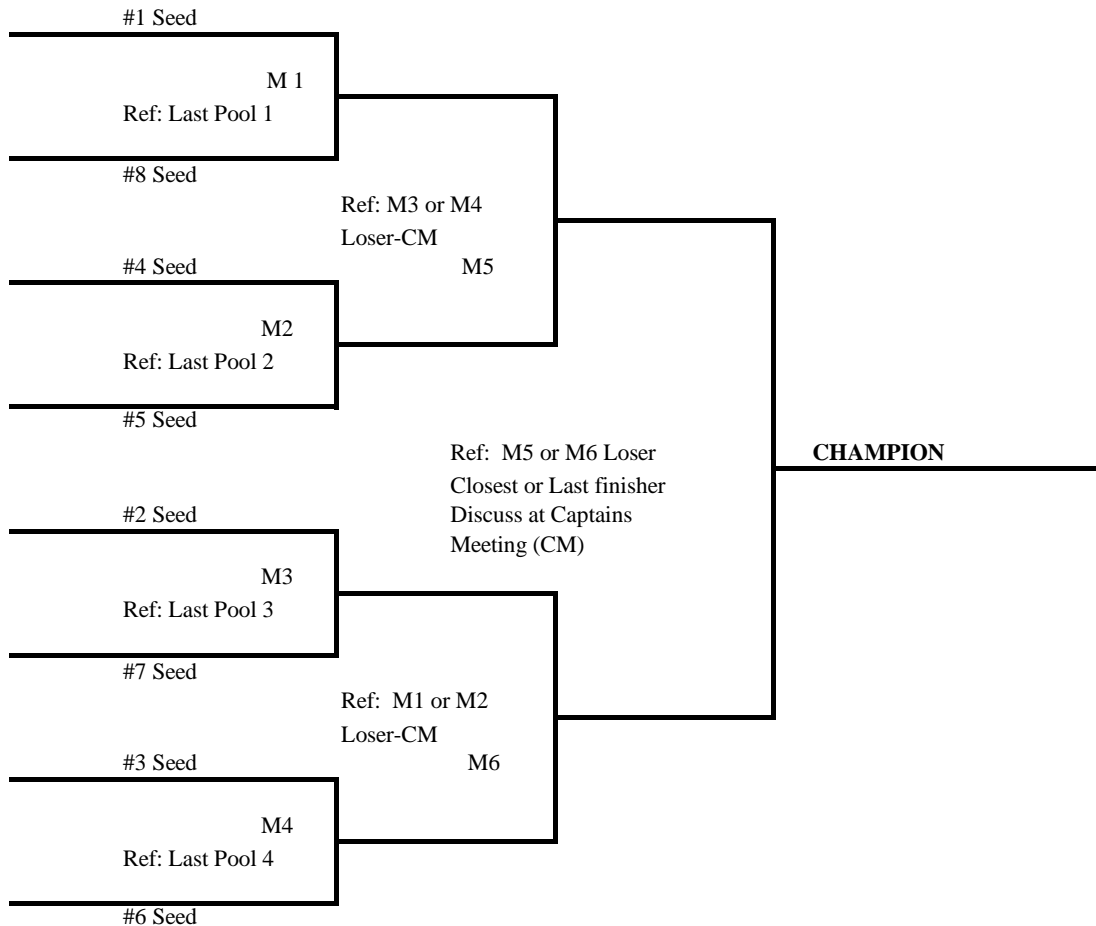 #1 Seed
M 1
Ref: Last Pool 1
#8 Seed
Ref: M3 or M4
Loser-CM
M5
#4 Seed
M2
Ref: Last Pool 2
#5 Seed
Ref:  M5 or M6 Loser
Closest or Last finisher
Discuss at Captains
Meeting (CM)
CHAMPION
#2 Seed
M3
Ref: Last Pool 3
#7 Seed
Ref:  M1 or M2
Loser-CM
M6
#3 Seed
M4
Ref: Last Pool 4
#6 Seed